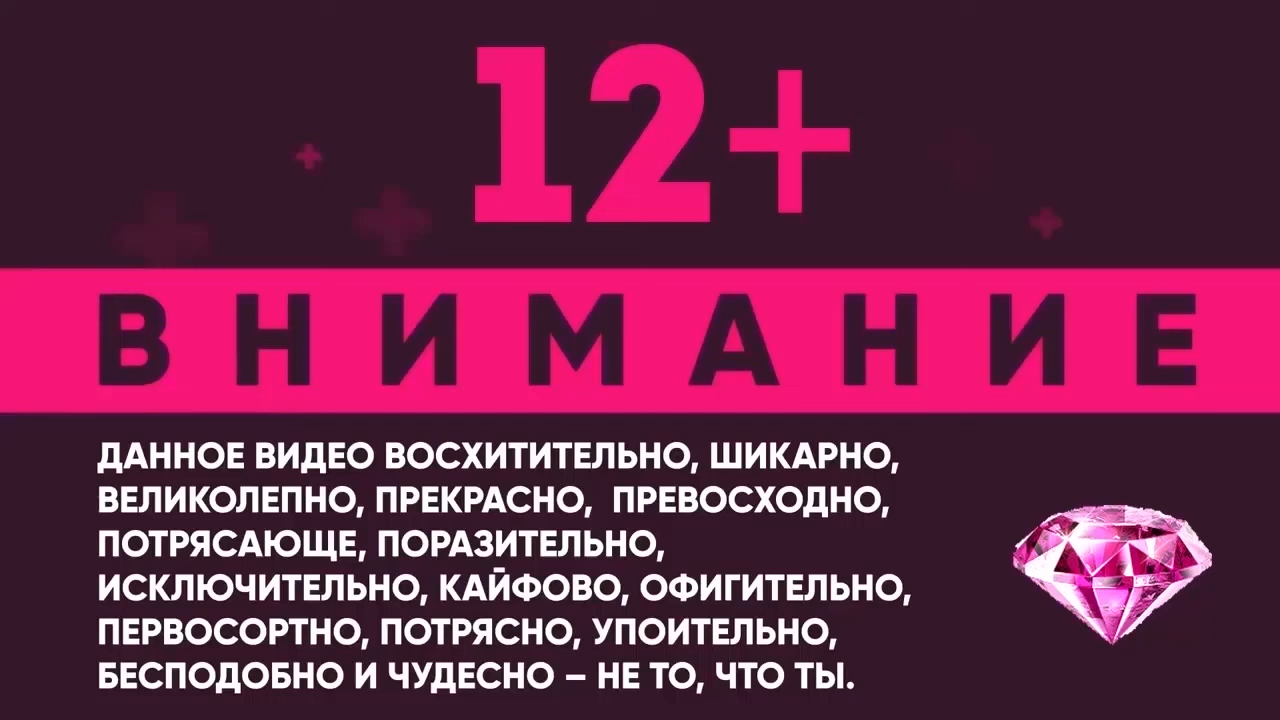 12+
ВНИМАНИЕ
ДАННОЕ ВИДЕО ВОСХИТИТЕЛЬНО, ШИКАРНО,
ВЕЛИКОЛЕПНО, ПРЕКРАСНО, ПРЕВОСХОДНО,
ПОТРЯСАЮЩЕ, ПОРАЗИТЕЛЬНО,
ИСКЛЮЧИТЕЛЬНО, КАЙФОВО, ОФИГИТЕЛЬНО,
ПЕРВОСОРТНО, ПОТРЯСНО, УПОИТЕЛЬНО,
БЕСПОДОБНО И ЧУДЕСНО – НЕ ТО, ЧТО ТЫ.